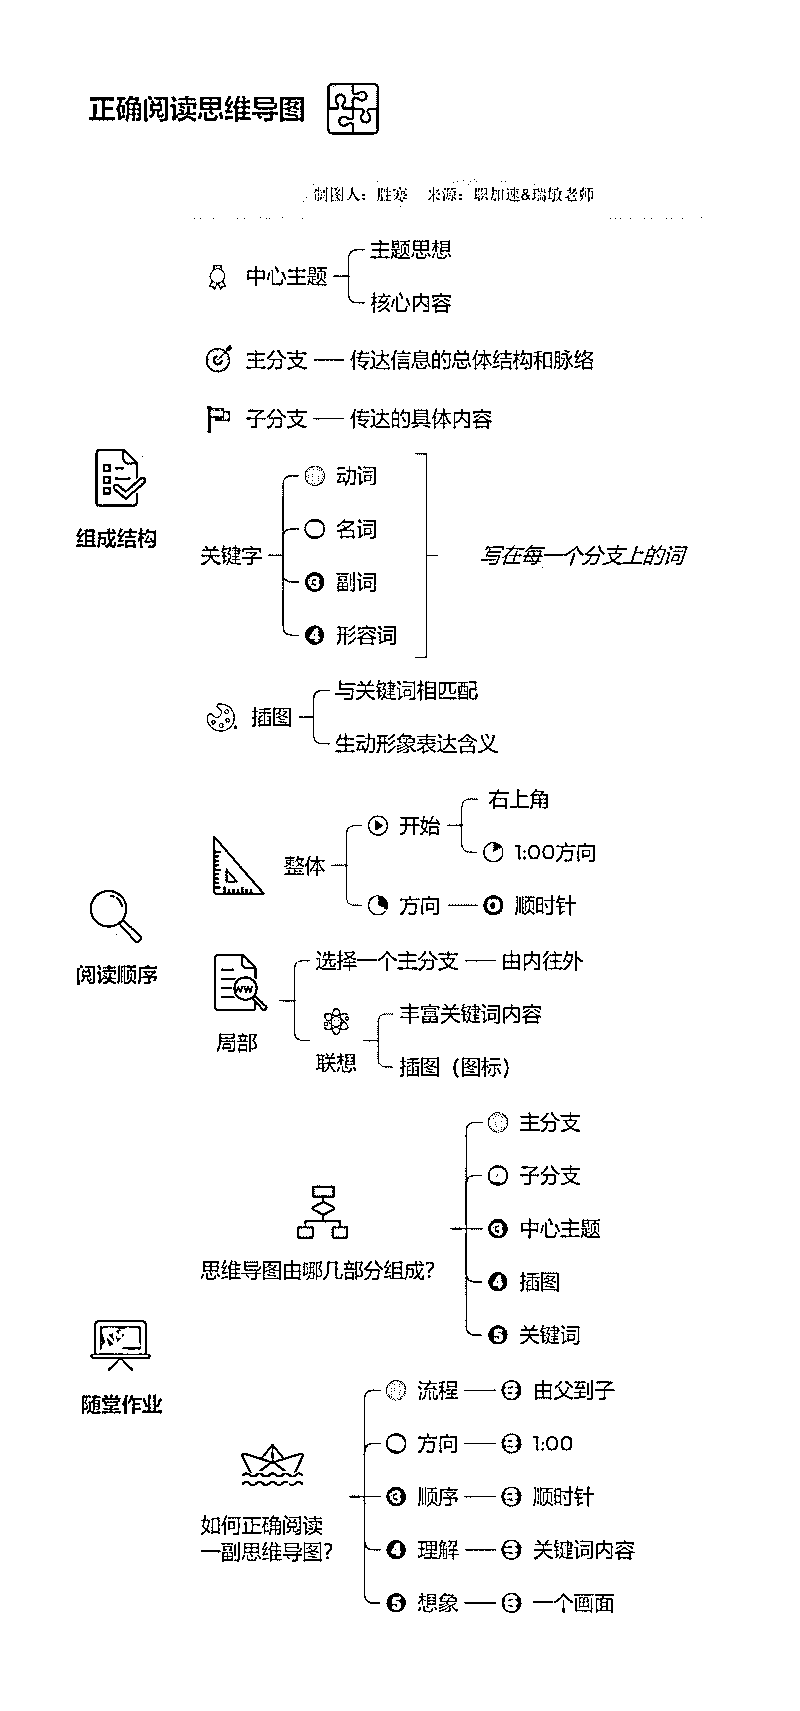 正确阅读思维导图
制图人：胜寒 来源：职加速&瑞敏老师
组成结构
中心主题
主题思想
核心内容
主分支
传达信息的总体结构和脉络
子分支
传达的具体内容
关键字
动词
名词
3 副词
4 形容词
写在每一个分支上的词
插图
与关键词相匹配
生动形象表达含义
阅读顺序
整体
开始
右上角
1:00方向
方向
顺时针
局部
选择一个主分支
由内往外
联想
丰富关键词内容
插图（图标）
随堂作业
思维导图由哪几部分组成？
主分支
子分支
3 中心主题
4 插图
5 关键词
如何正确阅读
一副思维导图？
流程
由父到子
方向
1:00
3 顺序
顺时针
4 理解
关键词内容
5 想象
一个画面